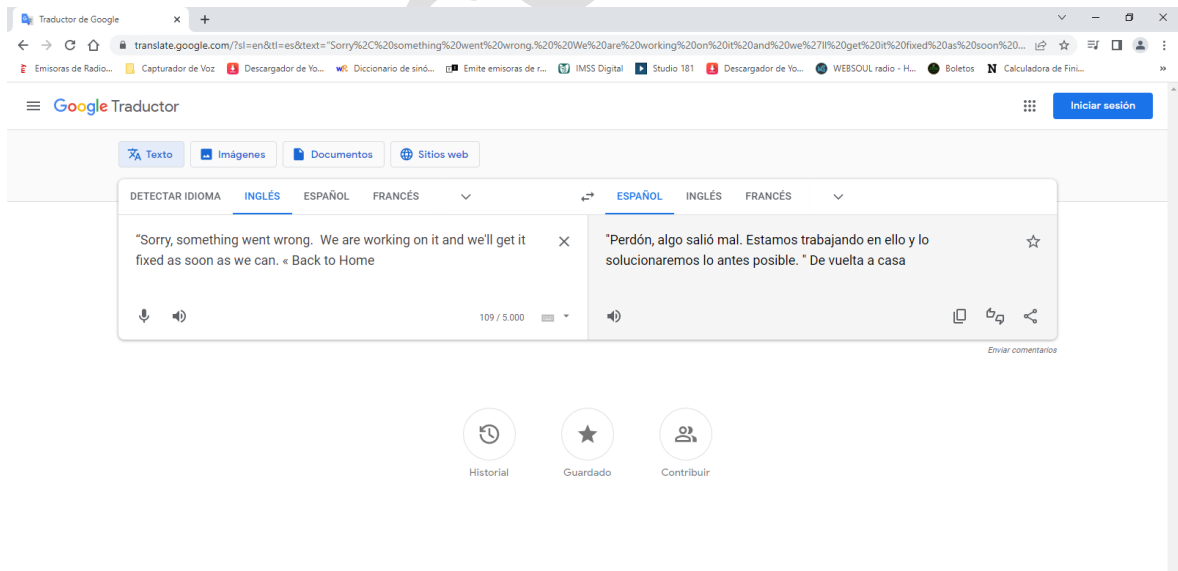 Traductor de Google
translate.google.com/?sl=en&tl=es&text="Sorry%2C%20something%20went%20wrong.%20%20We%20are%20working%20on%20it%20and%20we%27ll%20get%20it%20fixed%20as%20soon%20...
Emisoras de Radio... Capturador de Voz Descargador de Yo... WR Diccionario de sinó... Emite emisoras de r... IMSS Digital Studio 181 Descargador de Yo... WEBSOUL radio - H... Boletos N Calculadora de Fini... »
Google Traductor Iniciar sesión
Texto Imágenes Documentos Sitios web
DETECTAR IDIOMA INGLÉS ESPAÑOL FRANCÉS ESPAÑOL INGLÉS FRANCÉS
“Sorry, something went wrong. We are working on it and we'll get it
fixed as soon as we can. « Back to Home
"Perdón, algo salió mal. Estamos trabajando en ello y lo
solucionaremos lo antes posible. " De vuelta a casa
109 / 5.000
Enviar comentarios
Historial Guardado Contribuir